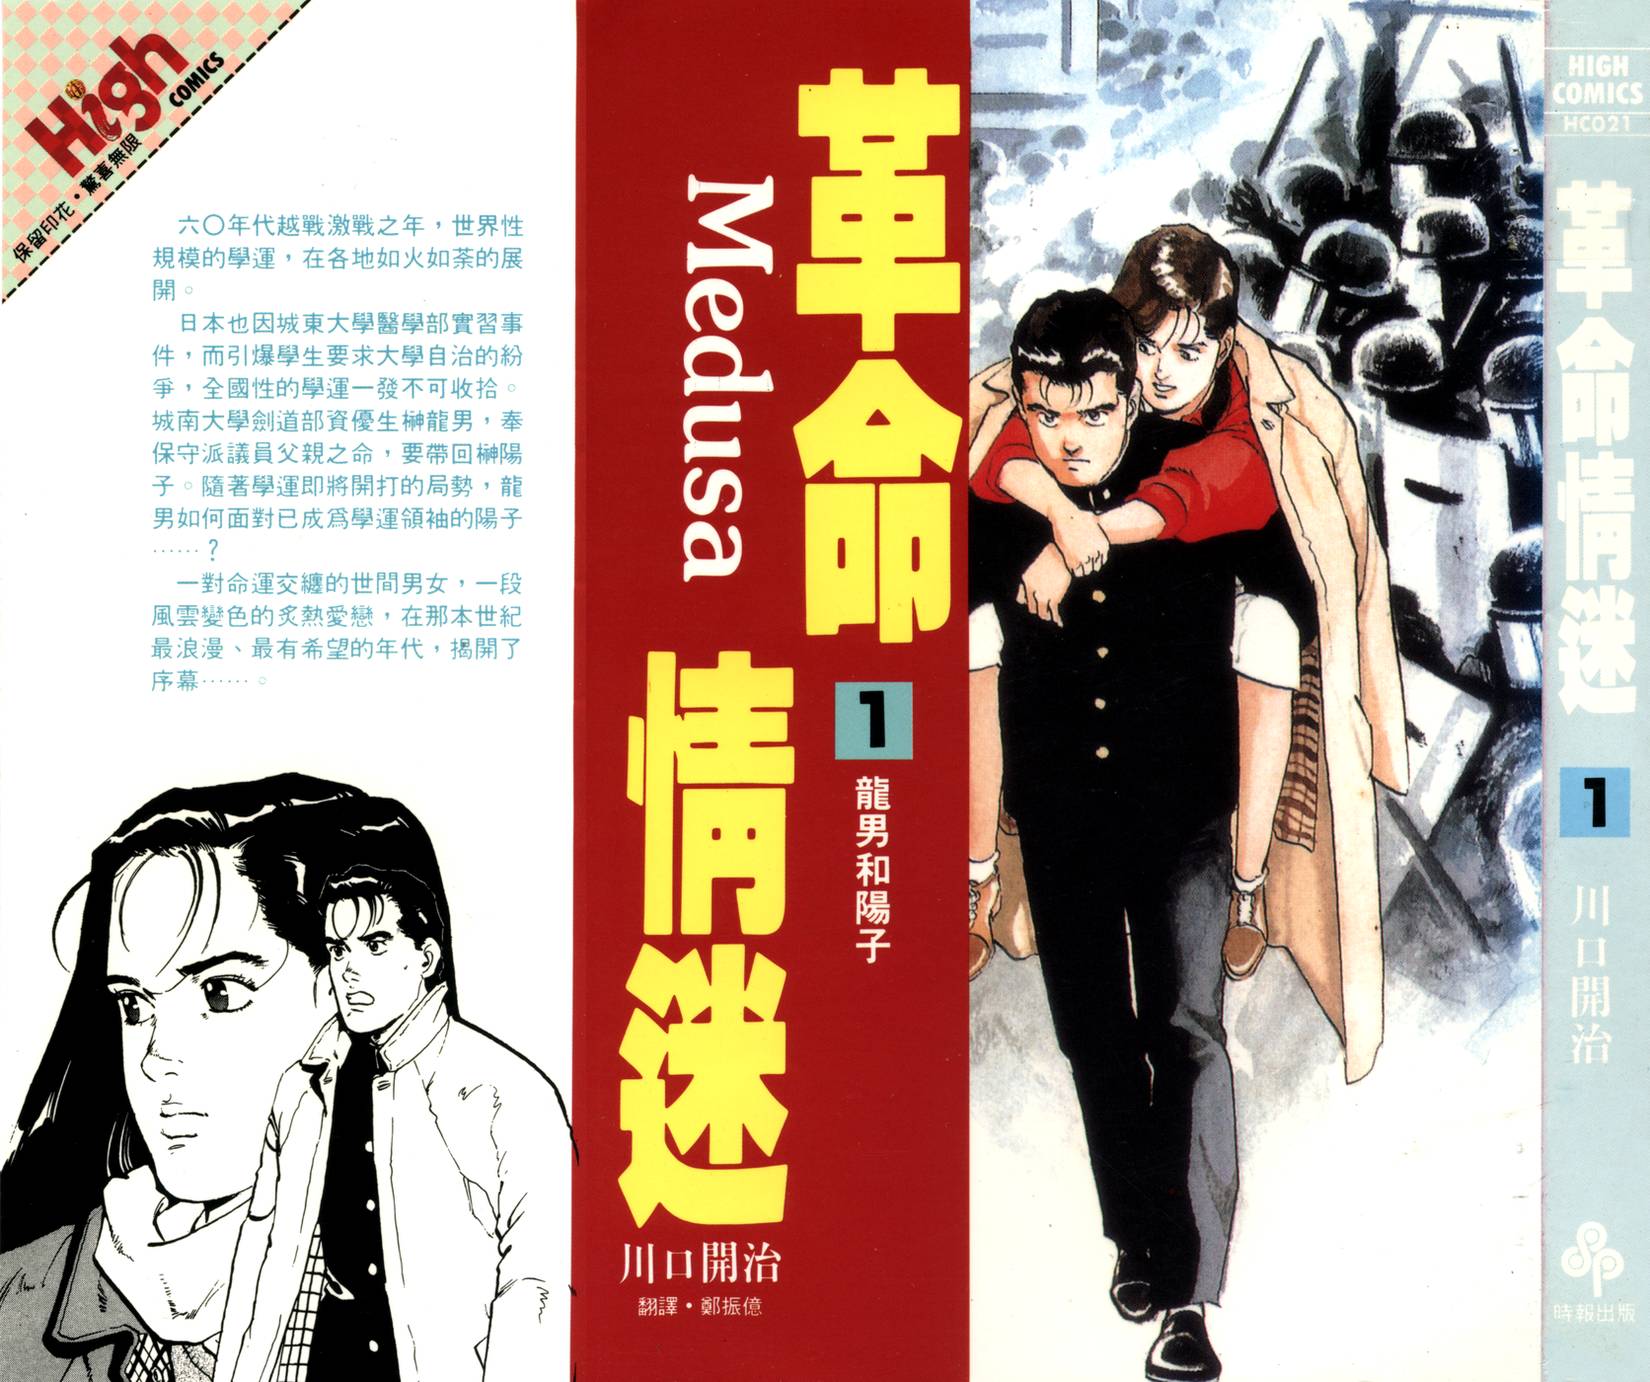 High
COMICS
保留印花・驚喜無限
六〇年代越戰激戰之年，世界性
規模的學運，在各地如火如荼的展
開。
日本也因城東大學醫學部實習事
件，而引爆學生要求大學自治的紛
爭，全國性的學運一發不可收拾。
城南大學劍道部資優生榊龍男，奉
保守派議員父親之命，要帶回榊陽
子。隨著學運即將開打的局勢，龍
男如何面對已成爲學運領袖的陽子
……？
一對命運交纏的世間男女，一段
風雲變色的炙熱愛戀，在那本世紀
最浪漫、最有希望的年代，揭開了
序幕……。
革命
情迷
Medusa
1
龍男和陽子
川口開治
翻譯・鄭振億
HIGH
COMICS
HC021
革命情迷
1
川口開治
時報出版